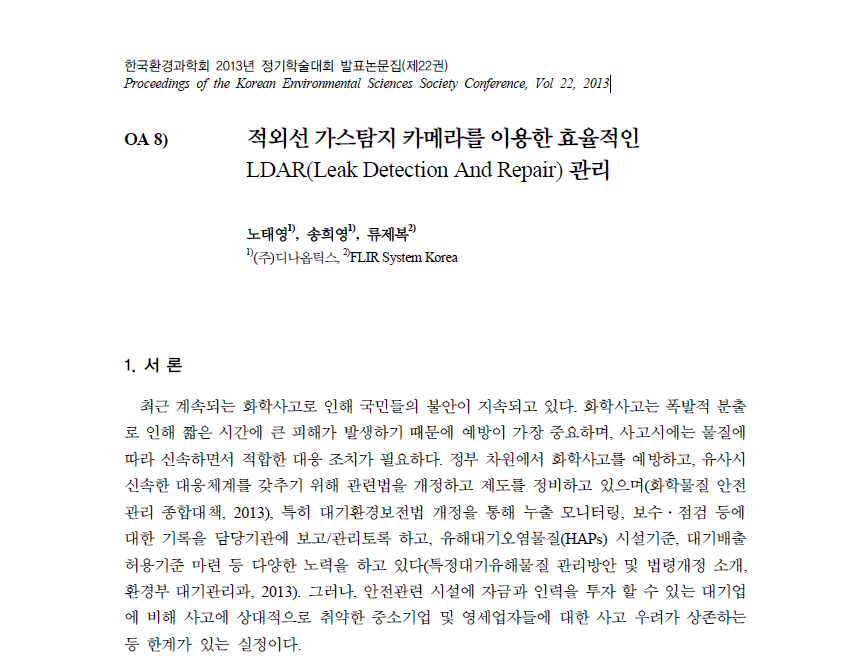 한국환경과학회 2013년 정기학술대회 발표논문집(제22권)
Proceedings of the Korean Environmental Sciences Society Conference, Vol 22, 2013
OA 8) 적외선 가스탐지 카메라를 이용한 효율적인
LDAR(Leak Detection And Repair) 관리
노태영1), 송희영1), 류제복2)
1)(주)디나옵틱스, 2)FLIR System Korea
1. 서 론
최근 계속되는 화학사고로 인해 국민들의 불안이 지속되고 있다. 화학사고는 폭발적 분출
로 인해 짧은 시간에 큰 피해가 발생하기 때문에 예방이 가장 중요하며, 사고시에는 물질에
따라 신속하면서 적합한 대응 조치가 필요하다. 정부 차원에서 화학사고를 예방하고, 유사시
신속한 대응체계를 갖추기 위해 관련법을 개정하고 제도를 정비하고 있으며(화학물질 안전
관리 종합대책, 2013), 특히 대기환경보전법 개정을 통해 누출 모니터링, 보수·점검 등에
대한 기록을 담당기관에 보고/관리토록 하고, 유해대기오염물질(HAPs) 시설기준, 대기배출
허용기준 마련 등 다양한 노력을 하고 있다(특정대기유해물질 관리방안 및 법령개정 소개,
환경부 대기관리과, 2013). 그러나, 안전관련 시설에 자금과 인력을 투자 할 수 있는 대기업
에 비해 사고에 상대적으로 취약한 중소기업 및 영세업자들에 대한 사고 우려가 상존하는
등 한계가 있는 실정이다.